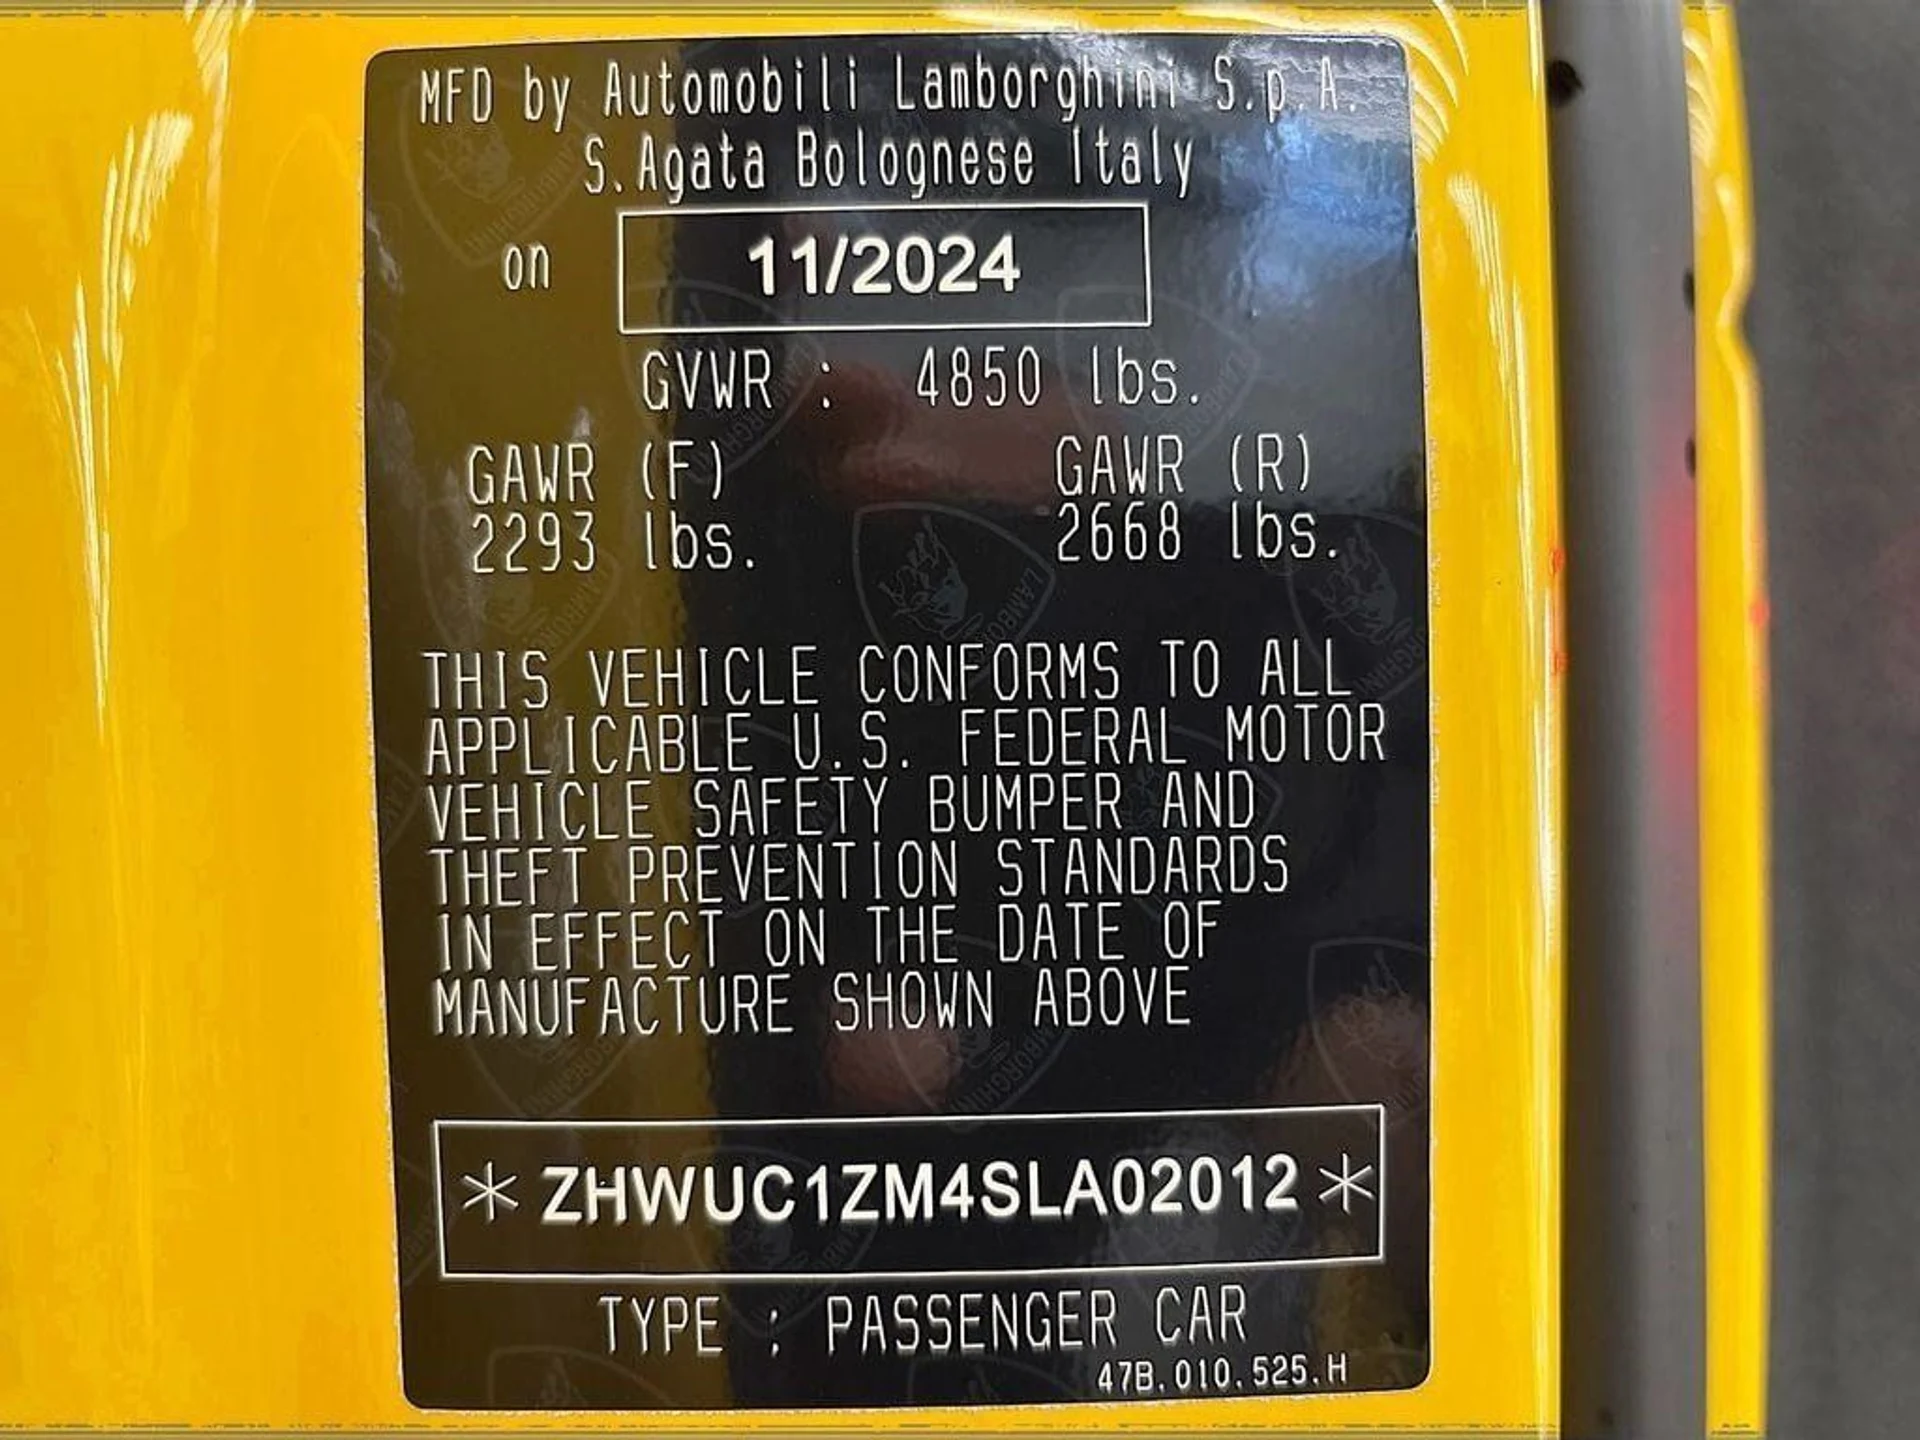 MFD by Automobili Lamborghini S.p.A.
S.Agata Bolognese Italy
on 11/2024
GVWR : 4850 lbs.
GAWR (F) GAWR (R)
2293 lbs. 2668 lbs.
THIS VEHICLE CONFORMS TO ALL
APPLICABLE U.S. FEDERAL MOTOR
VEHICLE SAFETY BUMPER AND
THEFT PREVENTION STANDARDS
IN EFFECT ON THE DATE OF
MANUFACTURE SHOWN ABOVE
* ZHWUC1ZM4SLA02012 *
TYPE : PASSENGER CAR
47B.010.525.H